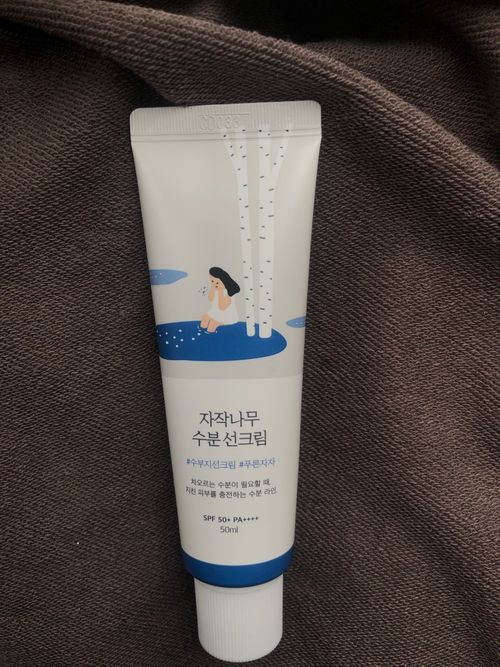 자작나무
수분 선크림
#수부지선크림 #푸른자차
차오르는 수분이 필요할 때,
지친 피부를 충전하는 수분 라인.
SPF 50+ PA++++
50ml